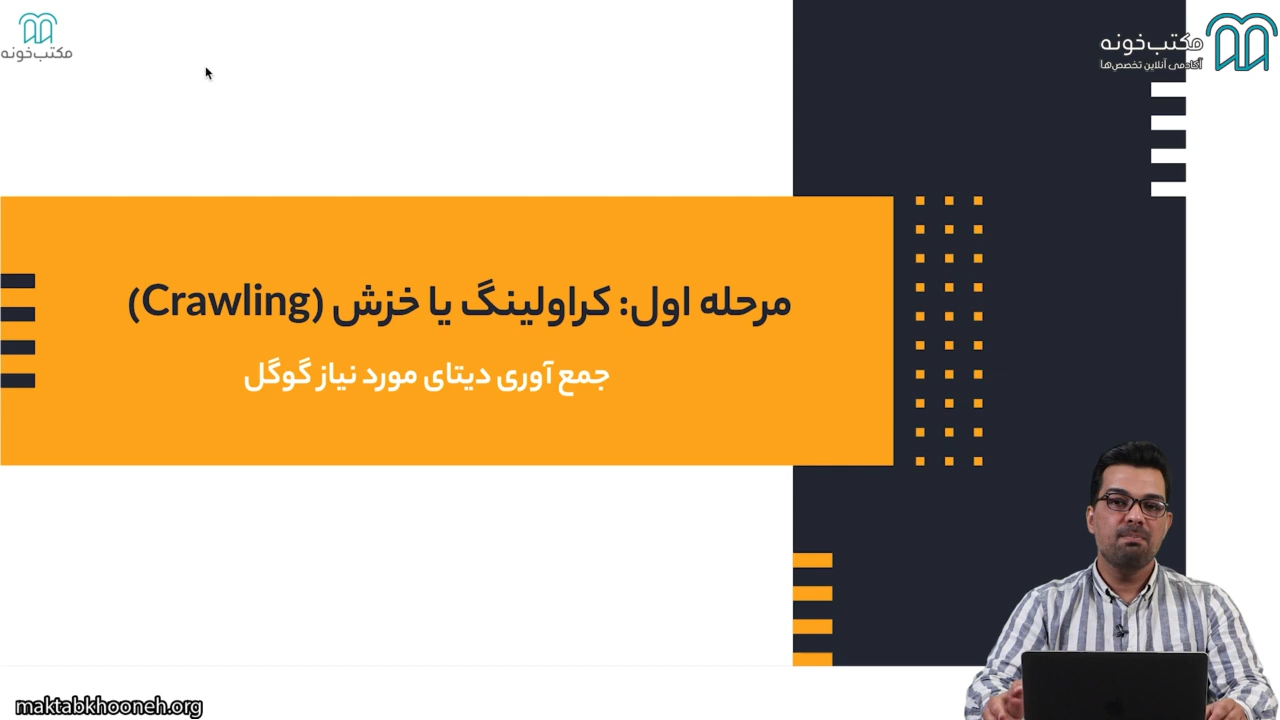 مکتب‌خونه
مکتب‌خونه
آکادمی آنلاین تخصص‌ها
مرحله اول: کراولینگ یا خزش (Crawling)
جمع آوری دیتای مورد نیاز گوگل
maktabkhooneh.org